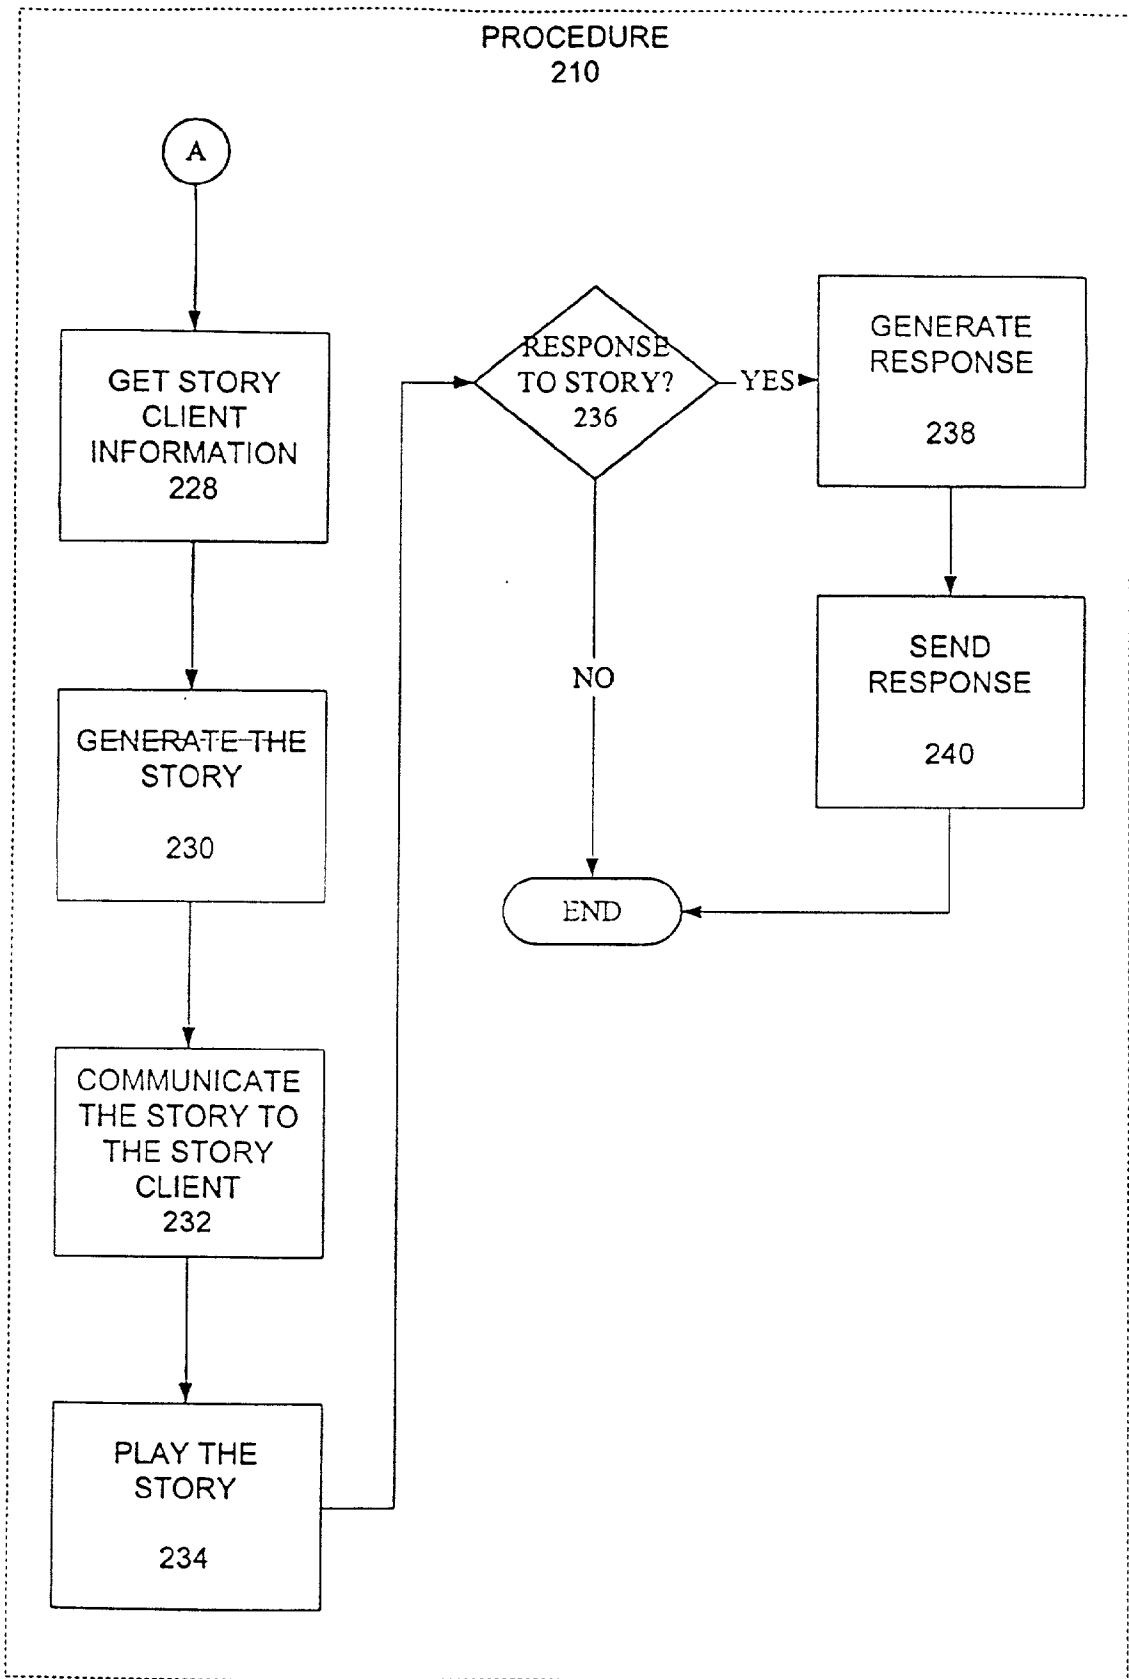 PROCEDURE
210
A
GET STORY
CLIENT
INFORMATION
228
GENERATE THE
STORY
230
COMMUNICATE
THE STORY TO
THE STORY
CLIENT
232
PLAY THE
STORY
234
RESPONSE
TO STORY?
236
YES
NO
GENERATE
RESPONSE
238
SEND
RESPONSE
240
END